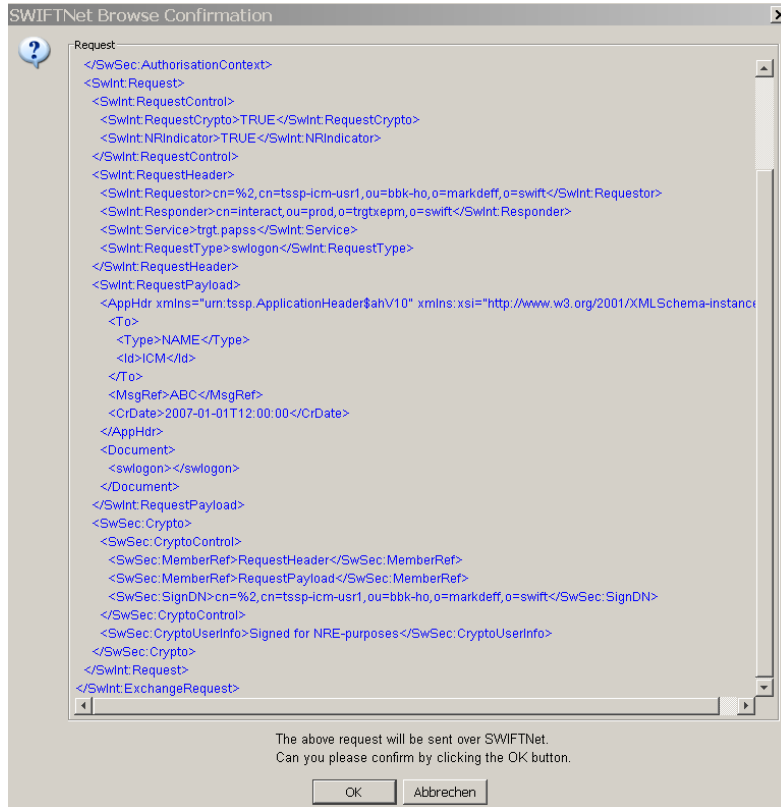 SWIFTNet Browse Confirmation
Request
</SwSec:AuthorisationContext>
<SwInt:Request>
<SwInt:RequestControl>
<SwInt:RequestCrypto>TRUE</SwInt:RequestCrypto>
<SwInt:NRIndicator>TRUE</SwInt:NRIndicator>
</SwInt:RequestControl>
<SwInt:RequestHeader>
<SwInt:Requestor>cn=%2,cn=tssp-icm-usr1,ou=bbk-ho,o=markdeff,o=swift</SwInt:Requestor>
<SwInt:Responder>cn=interact,ou=prod,o=trgtxepm,o=swift</SwInt:Responder>
<SwInt:Service>trgt.papss</SwInt:Service>
<SwInt:RequestType>swlogon</SwInt:RequestType>
</SwInt:RequestHeader>
<SwInt:RequestPayload>
<AppHdr xmlns="urn:tssp.ApplicationHeader$ahV10" xmlns:xsi="http://www.w3.org/2001/XMLSchema-instance
<To>
<Type>NAME</Type>
<Id>ICM</Id>
</To>
<MsgRef>ABC</MsgRef>
<CrDate>2007-01-01T12:00:00</CrDate>
</AppHdr>
<Document>
<swlogon></swlogon>
</Document>
</SwInt:RequestPayload>
<SwSec:Crypto>
<SwSec:CryptoControl>
<SwSec:MemberRef>RequestHeader</SwSec:MemberRef>
<SwSec:MemberRef>RequestPayload</SwSec:MemberRef>
<SwSec:SignDN>cn=%2,cn=tssp-icm-usr1,ou=bbk-ho,o=markdeff,o=swift</SwSec:SignDN>
</SwSec:CryptoControl>
<SwSec:CryptoUserInfo>Signed for NRE-purposes</SwSec:CryptoUserInfo>
</SwSec:Crypto>
</SwInt:Request>
</SwInt:ExchangeRequest>
The above request will be sent over SWIFTNet.
Can you please confirm by clicking the OK button.
OK Abbrechen